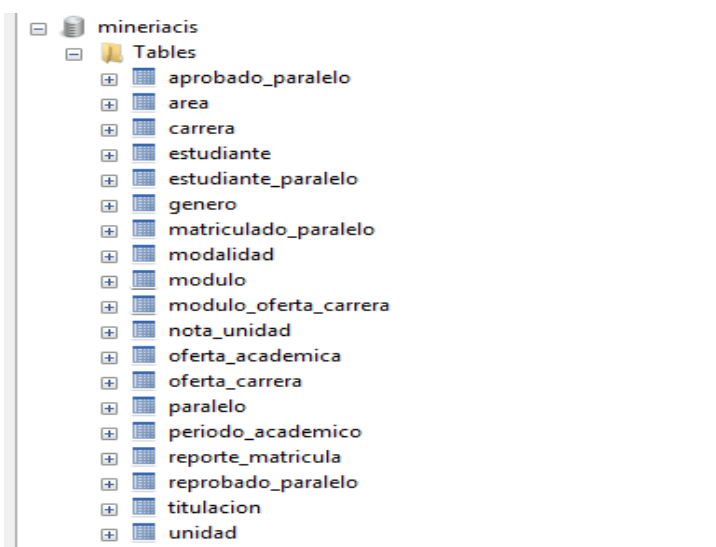 mineriacis
Tables
aprobado_paralelo
area
carrera
estudiante
estudiante_paralelo
genero
matriculado_paralelo
modalidad
modulo
modulo_oferta_carrera
nota_unidad
oferta_academica
oferta_carrera
paralelo
periodo_academico
reporte_matricula
reprobado_paralelo
titulacion
unidad